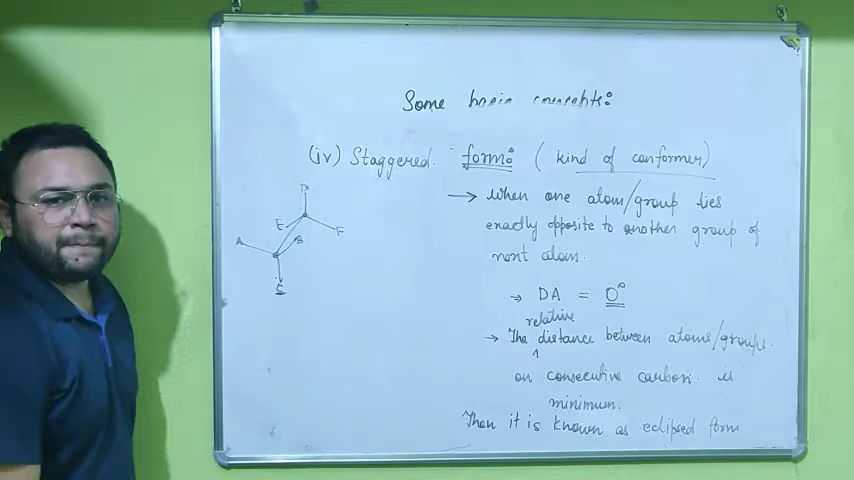 Some basic concepts:
(iv) Staggered form: ( kind of conformer)
→ When one atom/group lies
exactly opposite to another group of
next atom.
→ DA = 0°
relative
→ The distance between atoms/groups.
on consecutive carbon is
minimum.
Then it is known as eclipsed form
D
E
F
A
B
C